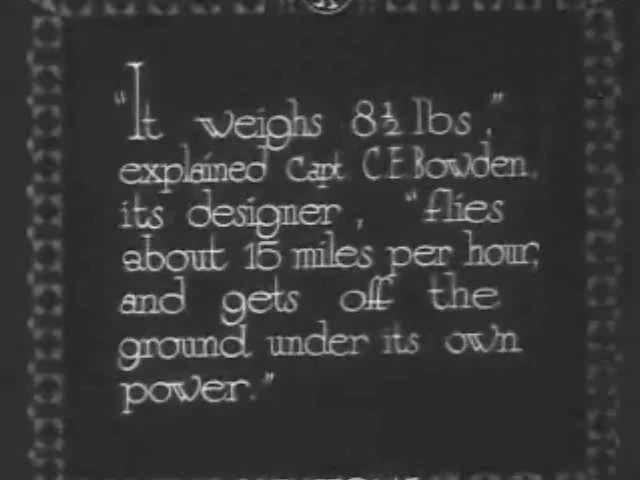 "It weighs 8½ lbs,"
explained Capt. C.E. Bowden,
its designer, "flies
about 15 miles per hour,
and gets off the
ground under its own
power."